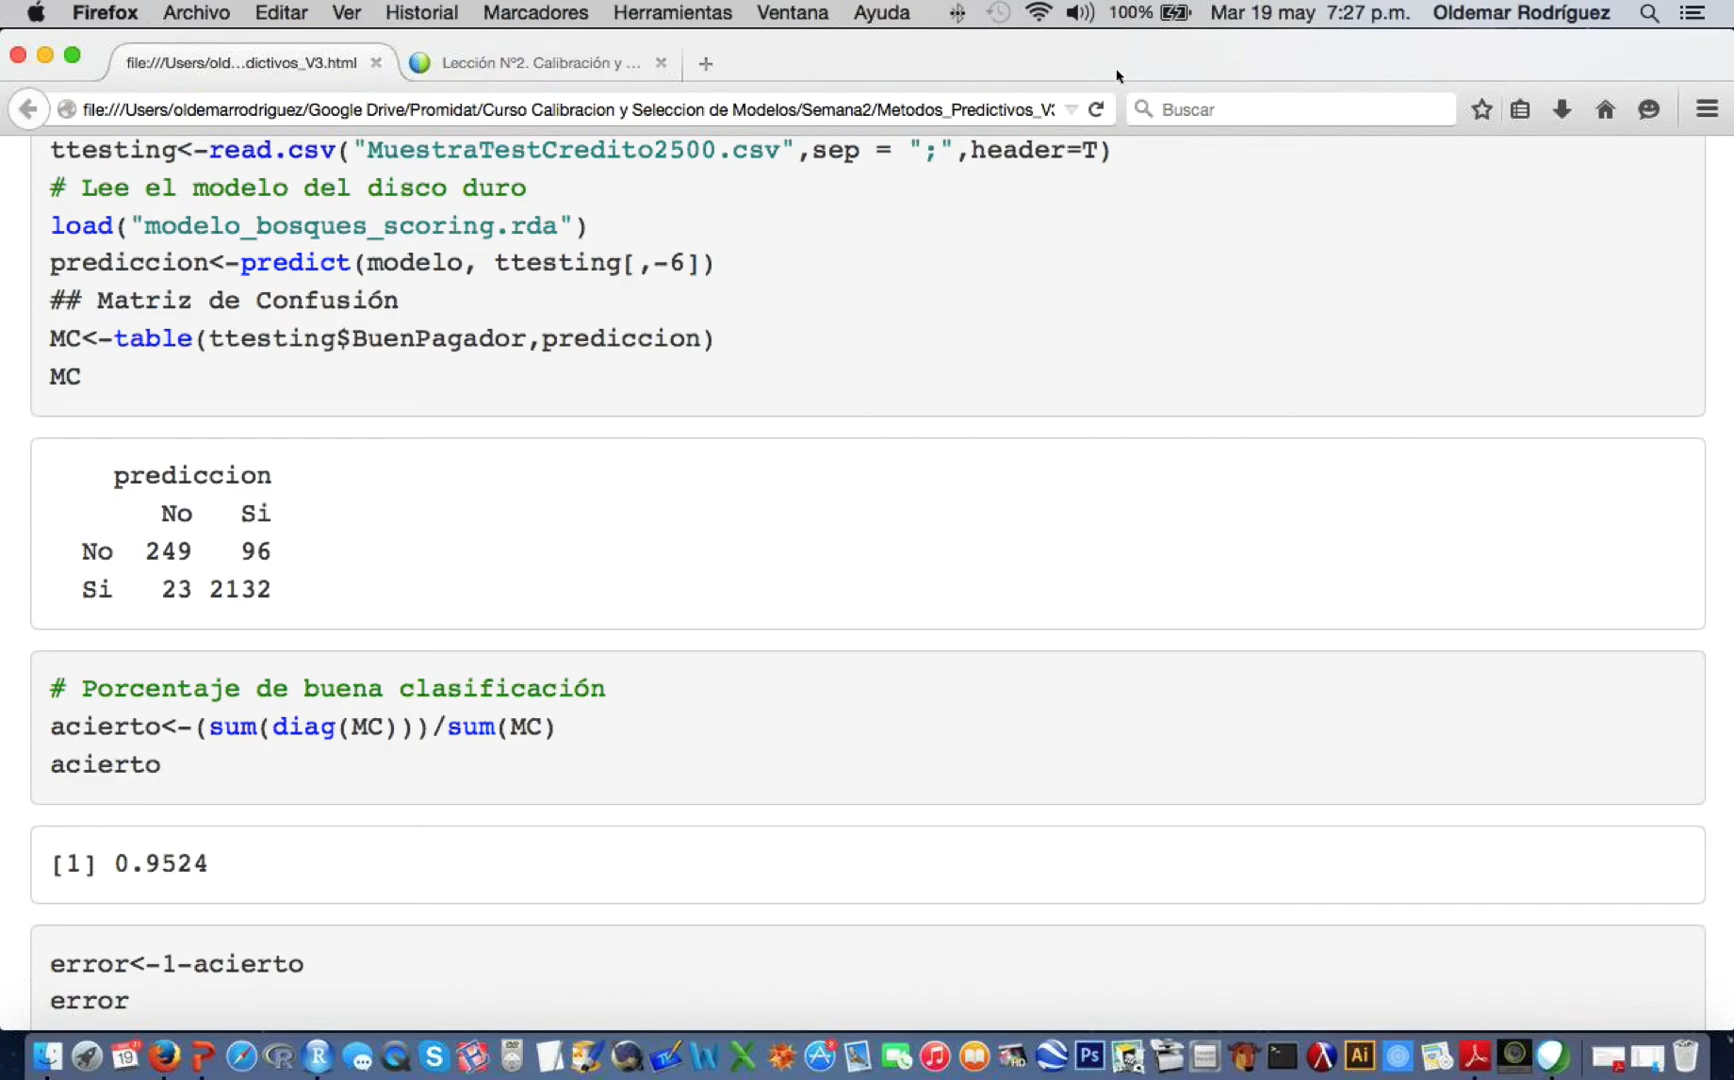 Firefox Archivo Editar Ver Historial Marcadores Herramientas Ventana Ayuda 100% Mar 19 may 7:27 p.m. Oldemar Rodríguez
file:///Users/old...dictivos_V3.html Lección Nº2. Calibración y ...
file:///Users/oldemarrodriguez/Google Drive/Promidat/Curso Calibracion y Seleccion de Modelos/Semana2/Metodos_Predictivos_V Buscar
ttesting<-read.csv("MuestraTestCredito2500.csv",sep = ";",header=T)
# Lee el modelo del disco duro
load("modelo_bosques_scoring.rda")
prediccion<-predict(modelo, ttesting[,-6])
## Matriz de Confusión
MC<-table(ttesting$BuenPagador,prediccion)
MC
prediccion
No Si
No 249 96
Si 23 2132
# Porcentaje de buena clasificación
acierto<-(sum(diag(MC)))/sum(MC)
acierto
[1] 0.9524
error<-1-acierto
error
19 Ps Ai